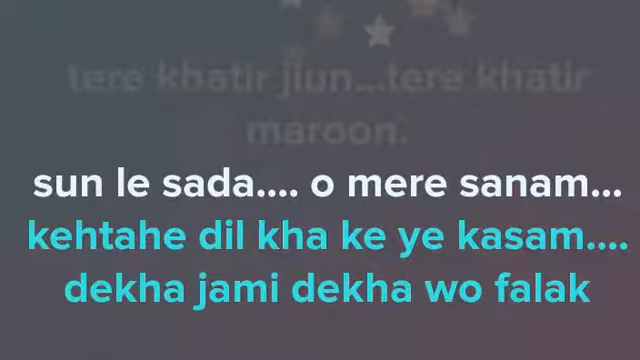 tere khatir jiun...tere khatir
maroon.
sun le sada.... o mere sanam...
kehtahe dil kha ke ye kasam....
dekha jami dekha wo falak